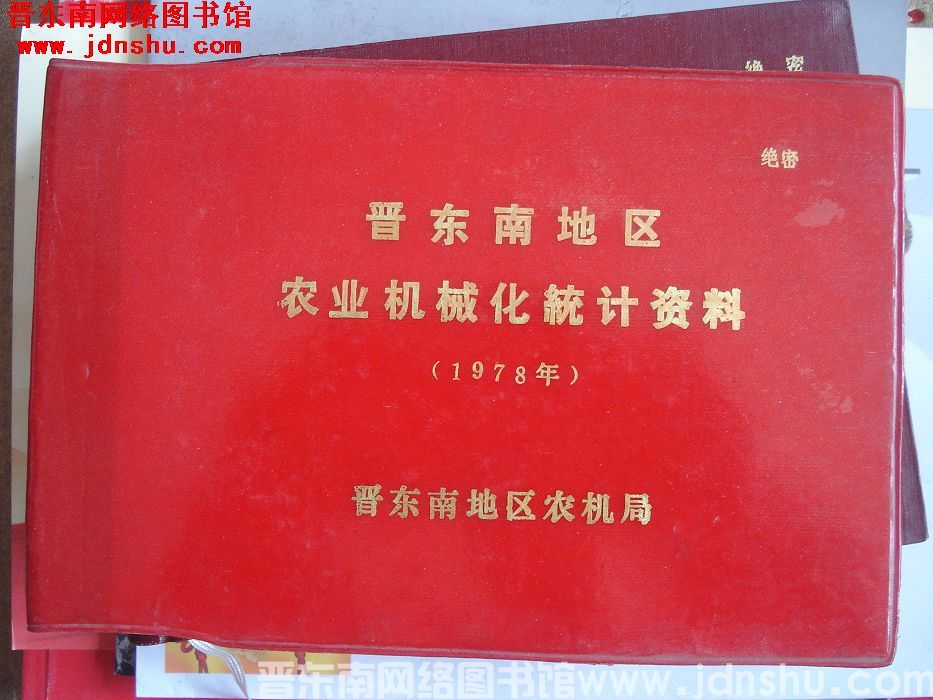 晋东南网络图书馆
www.jdnshu.com
绝密
绝密
晋东南地区
农业机械化統计资料
(1978年)
晋东南地区农机局
晋东南网络图书馆www.jdnshu.com